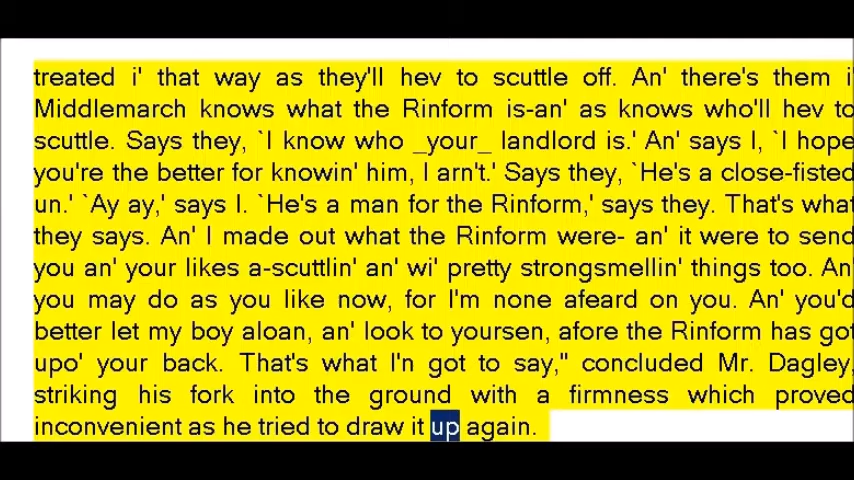 treated i' that way as they'll hev to scuttle off. An' there's them i
Middlemarch knows what the Rinform is-an' as knows who'll hev to
scuttle. Says they, `I know who _your_ landlord is.' An' says I, `I hope
you're the better for knowin' him, I arn't.' Says they, `He's a close-fisted
un.' `Ay ay,' says I. `He's a man for the Rinform,' says they. That's what
they says. An' I made out what the Rinform were- an' it were to send
you an' your likes a-scuttlin' an' wi' pretty strongsmellin' things too. An'
you may do as you like now, for I'm none afeard on you. An' you'd
better let my boy aloan, an' look to yoursen, afore the Rinform has got
upo' your back. That's what I'n got to say," concluded Mr. Dagley,
striking his fork into the ground with a firmness which proved
inconvenient as he tried to draw it up again.